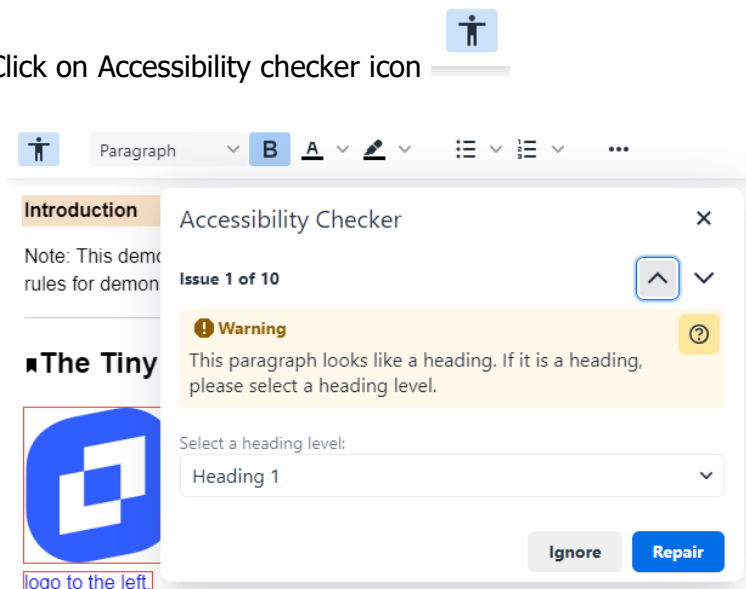 Click on Accessibility checker icon
Paragraph B A
Introduction
Accessibility Checker
Note: This demo
rules for demon
Issue 1 of 10
Warning
This paragraph looks like a heading. If it is a heading,
please select a heading level.
The Tiny
Select a heading level:
Heading 1
Ignore Repair
logo to the left.